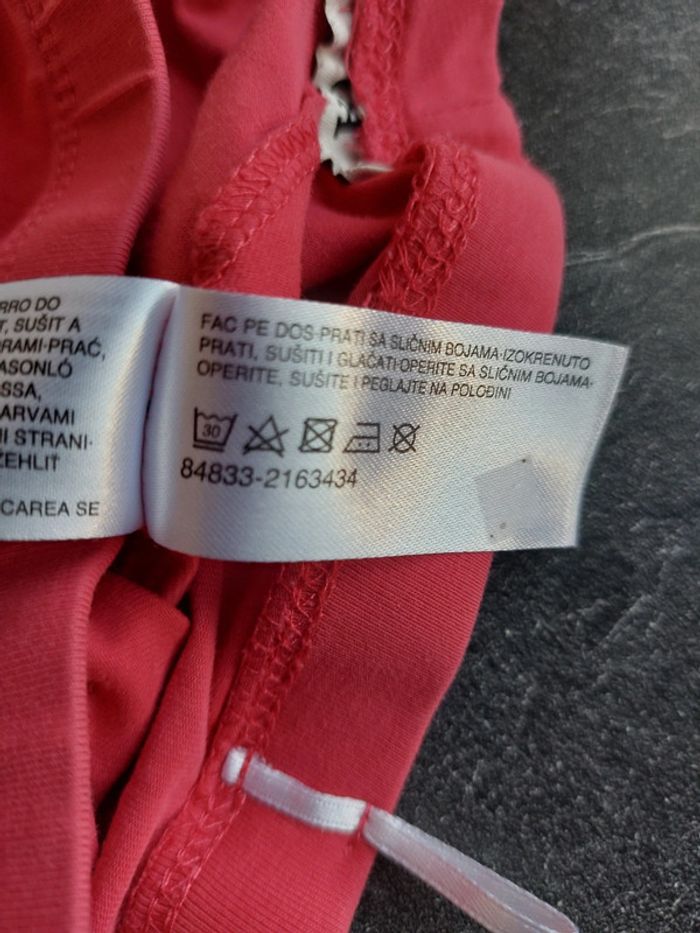 RRO DO
T, SUŠIT A
RAMI·PRAĆ,
ASONLÓ
SSA,
ARVAMI
I STRANI·
ŽEHLIT
CAREA SE
FAC PE DOS·PRATI SA SLIČNIM BOJAMA·IZOKRENUTO
PRATI, SUŠITI I GLAČATI·OPERITE SA SLIČNIM BOJAMA·
OPERITE, SUŠITE I PEGLAJTE NA POLOĐINI
30
84833-2163434